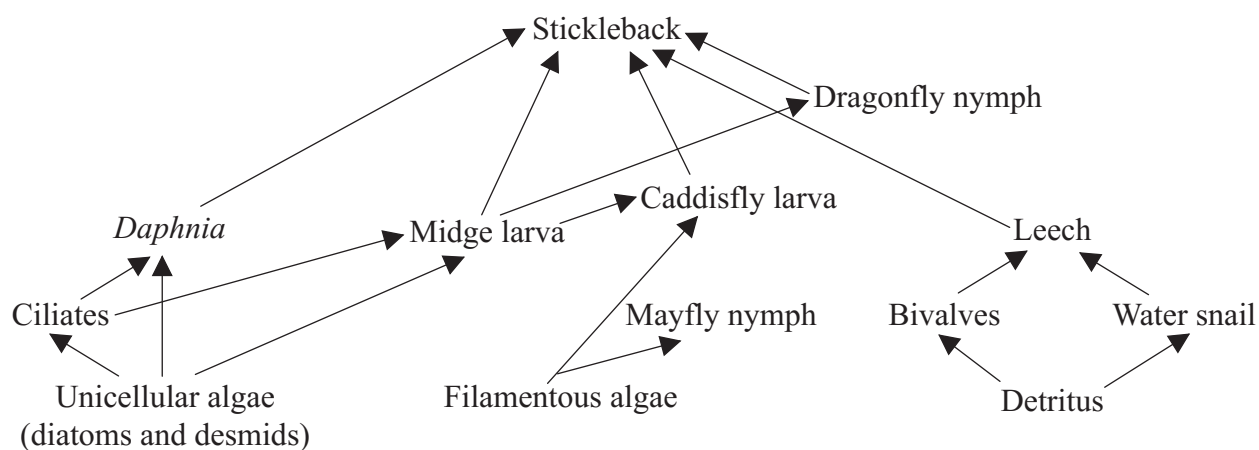 Stickleback
Dragonfly nymph
Caddisfly larva
Daphnia
Midge larva
Leech
Ciliates
Mayfly nymph
Bivalves
Water snail
Unicellular algae
(diatoms and desmids)
Filamentous algae
Detritus